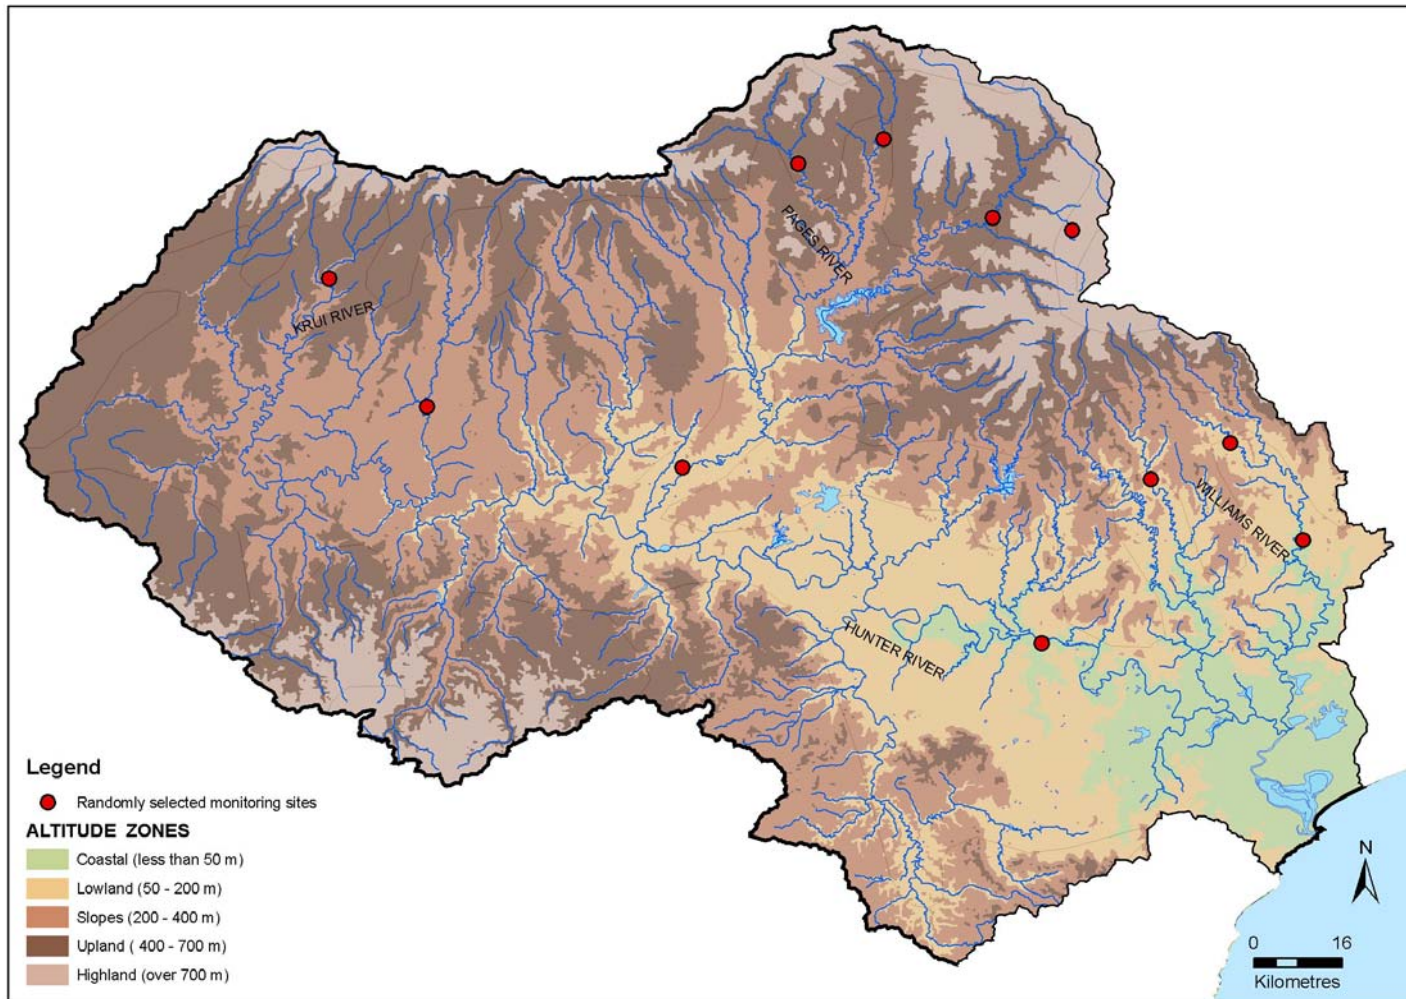 PAGES RIVER
KRUI RIVER
WILLIAMS RIVER
HUNTER RIVER
Legend
Randomly selected monitoring sites
ALTITUDE ZONES
Coastal (less than 50 m)
Lowland (50 - 200 m)
Slopes (200 - 400 m)
Upland ( 400 - 700 m)
Highland (over 700 m)
N
0 16
Kilometres